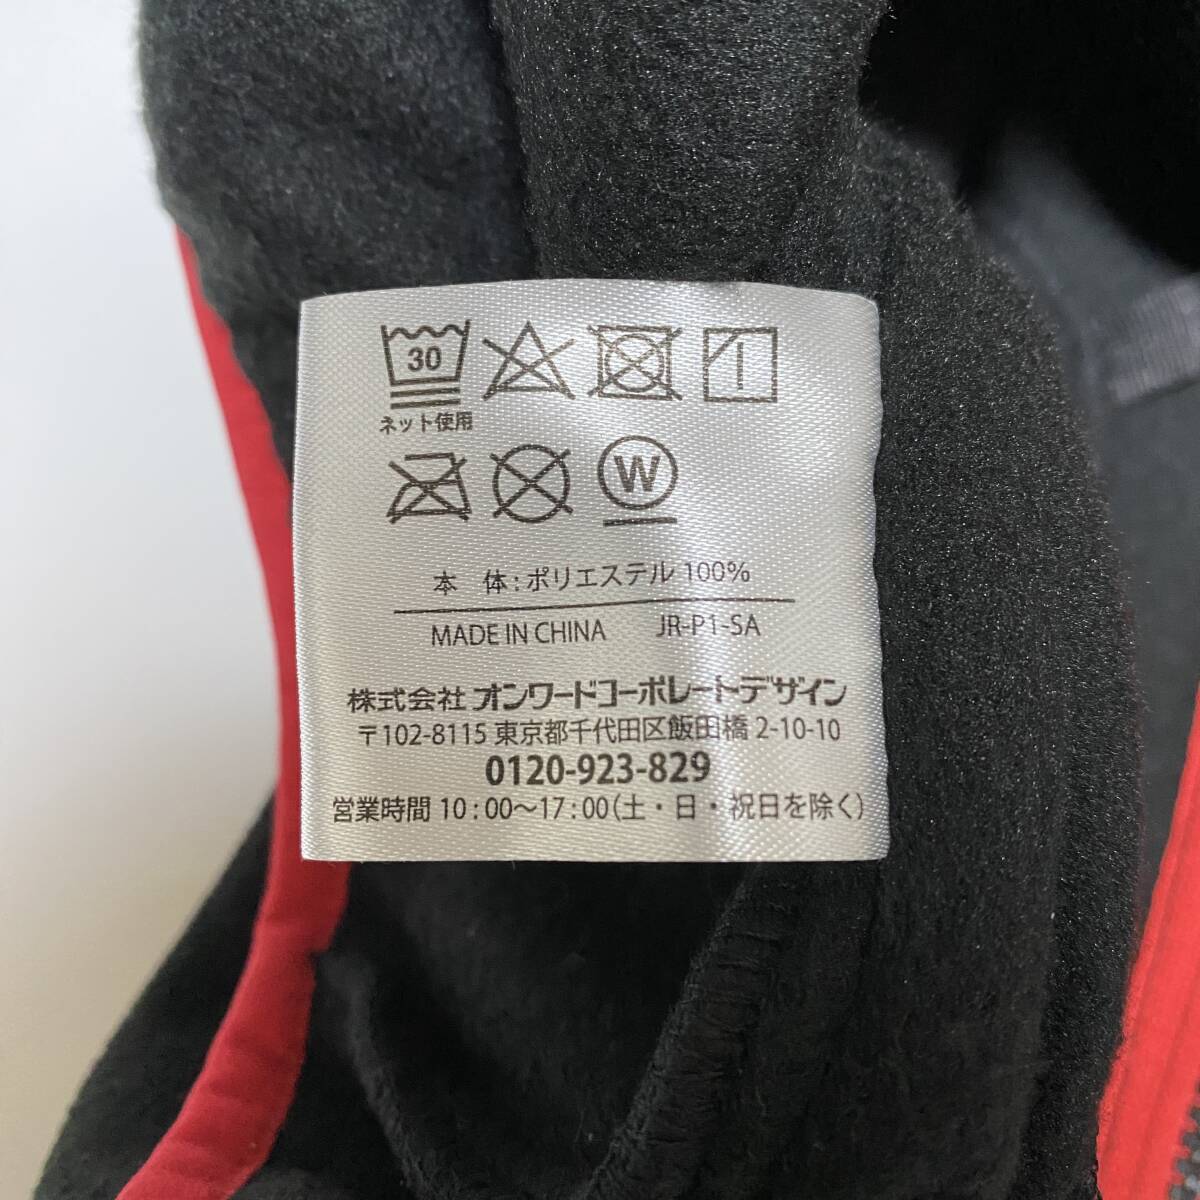 30
ネット使用
W
本 体：ポリエステル 100%
MADE IN CHINA JR-P1-SA
株式会社 オンワードコーポレートデザイン
〒102-8115 東京都千代田区飯田橋 2-10-10
0120-923-829
営業時間 10：00〜17：00（土・日・祝日を除く）